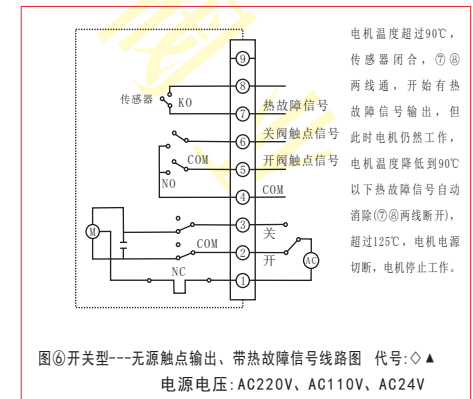 电机温度超过90℃,
传感器闭合,⑦⑧
两线通,开始有热
故障信号输出,但
此时电机仍然工作,
电机温度降低到90℃
以下热故障信号自动
消除(⑦⑧两线断开),
超过125℃,电机电源
切断,电机停止工作。
⑨
⑧
传感器 KO
⑦ 热故障信号
⑥ 关阀触点信号
COM
⑤ 开阀触点信号
NO
④ COM
③ 关
M
COM
② 开
AC
NC
①
图⑥开关型---无源触点输出、带热故障信号线路图 代号:◇▲
电源电压:AC220V、AC110V、AC24V